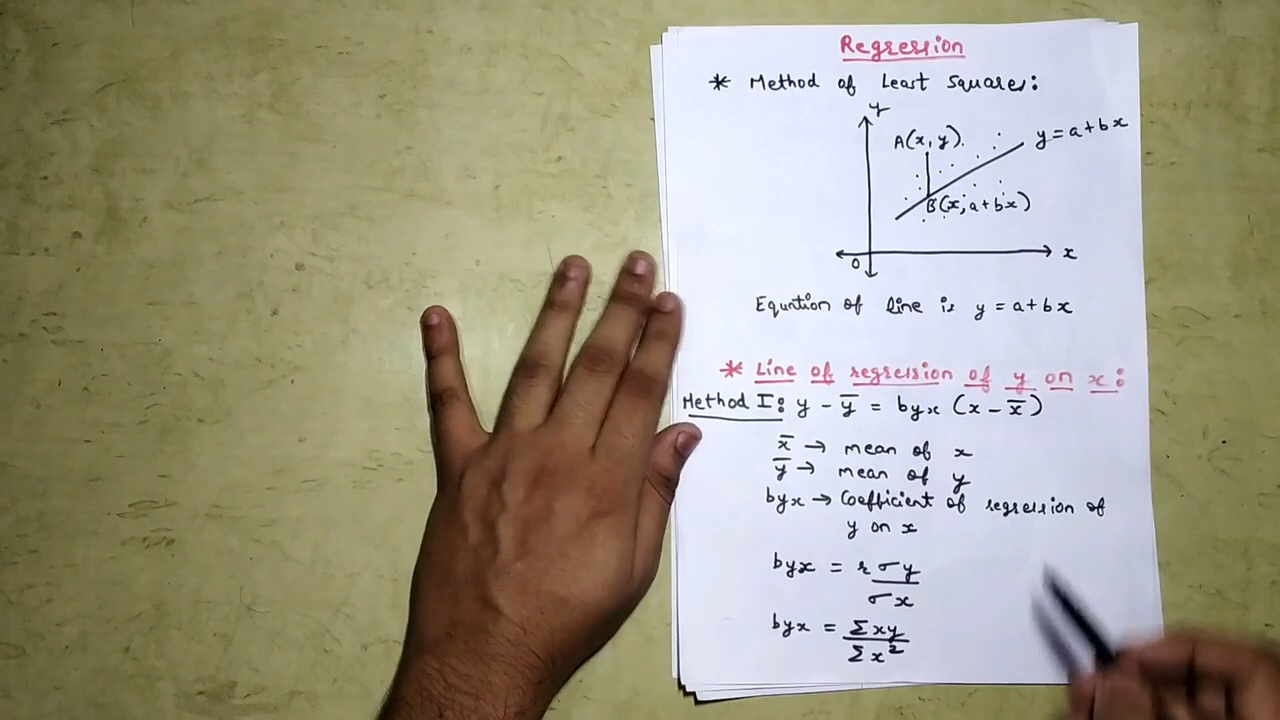 Regression
* Method of Least Squares:
y
A(x, y)
y = a + bx
B(x, a + bx)
0
x
Equation of line is y = a + bx
* Line of regression of y on x:
Method I: y - ȳ = byx (x - x̄)
x̄ → mean of x
ȳ → mean of y
byx → Coefficient of regression of
y on x
byx = r σy / σx
byx = Σxy / Σx²